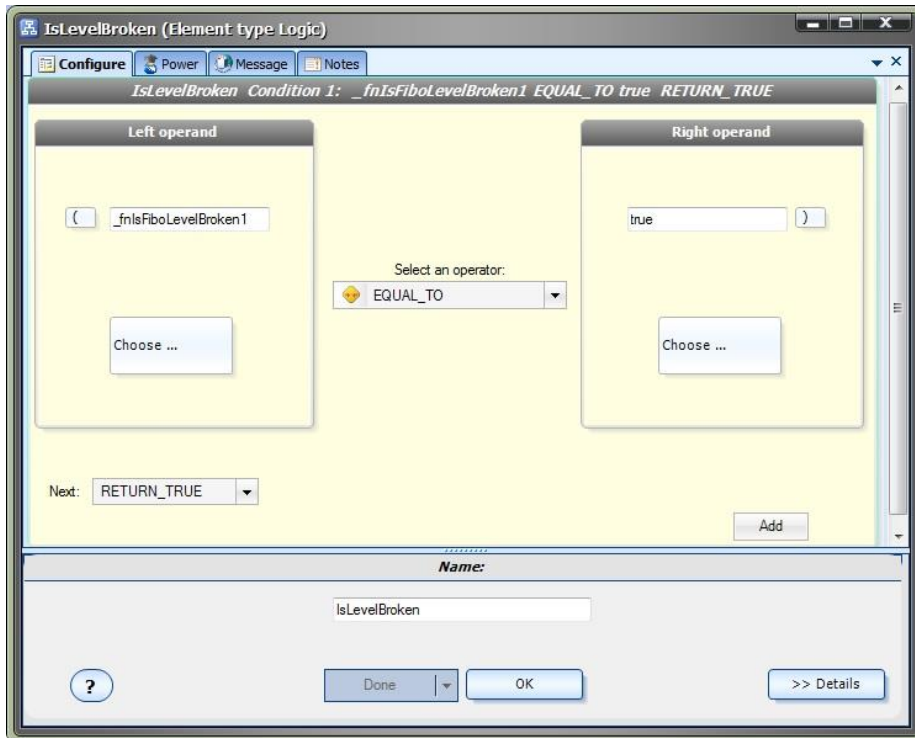 IsLevelBroken (Element type Logic)
Configure Power Message Notes
IsLevelBroken Condition 1: _fnIsFiboLevelBroken1 EQUAL_TO true RETURN_TRUE
Left operand
Right operand
( _fnIsFiboLevelBroken1
true )
Select an operator:
EQUAL_TO
Choose ...
Choose ...
Next: RETURN_TRUE
Add
Name:
IsLevelBroken
? Done OK >> Details